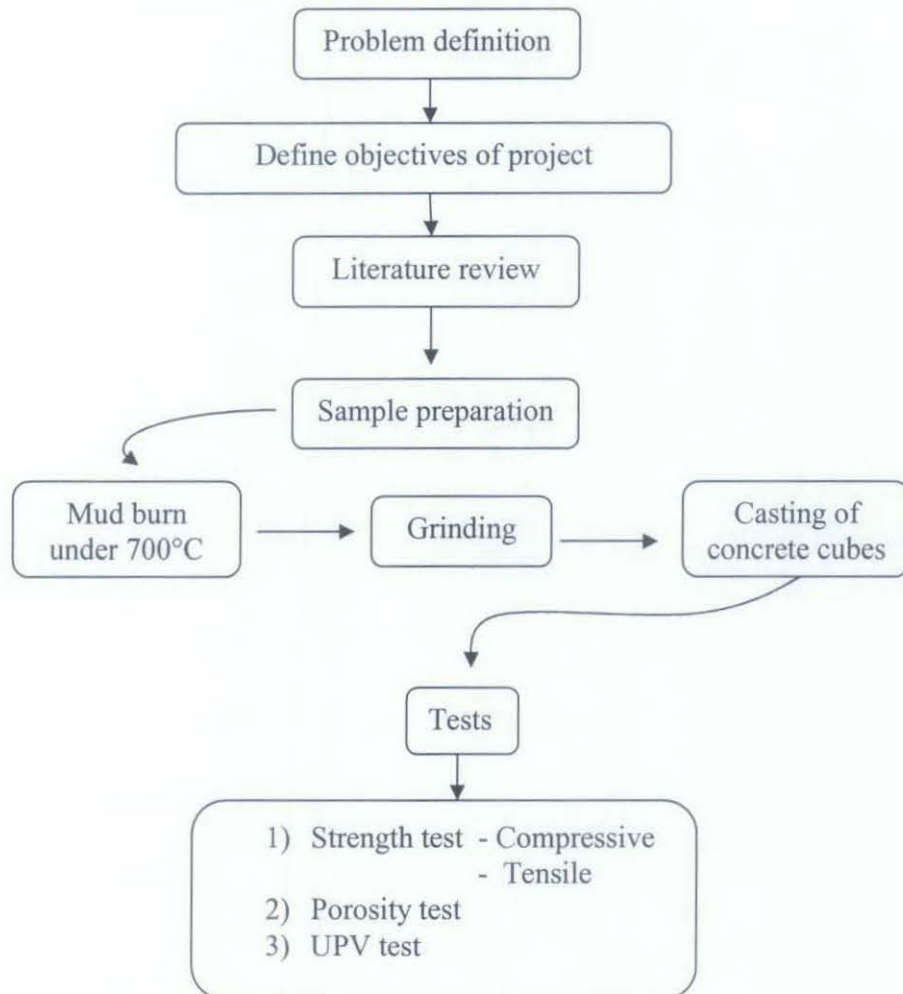 Problem definition
Define objectives of project
Literature review
Sample preparation
Mud burn
under 700°C
Grinding
Casting of
concrete cubes
Tests
1) Strength test - Compressive
- Tensile
2) Porosity test
3) UPV test